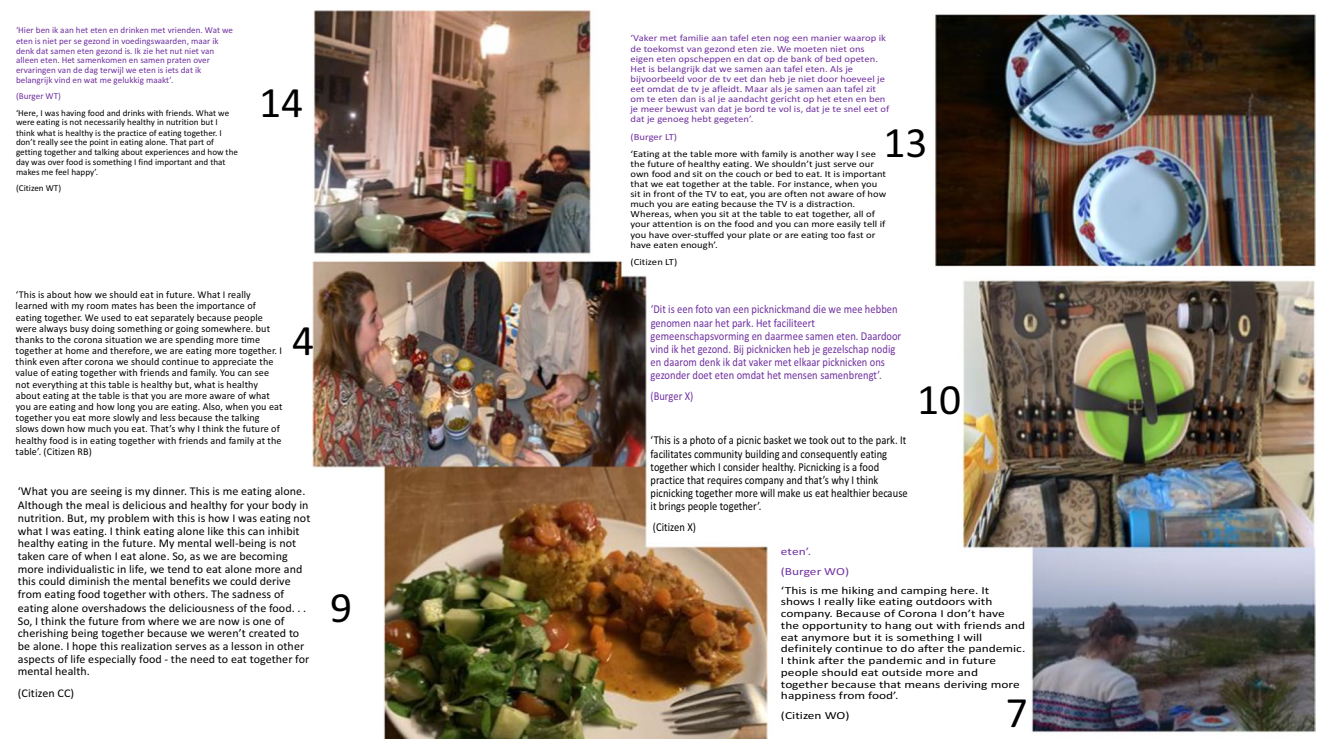 ‘Hier ben ik aan het eten en drinken met vrienden. Wat we
eten is niet per se gezond in voedingswaarden, maar ik
denk dat samen eten gezond is. Ik zie het nut niet van
alleen eten. Het samenkomen en samen praten over
ervaringen van de dag terwijl we eten is iets dat ik
belangrijk vind en wat me gelukkig maakt’.
(Burger WT)
‘Here, I was having food and drinks with friends. What we
were eating is not necessarily healthy in nutrition but I
think what is healthy is the practice of eating together. I
don’t really see the point in eating alone. That part of
getting together and talking about experiences and how the
day was over food is something I find important and that
makes me feel happy’.
(Citizen WT)
14
‘Vaker met familie aan tafel eten nog een manier waarop ik
de toekomst van gezond eten zie. We moeten niet ons
eigen eten opscheppen en dat op de bank of bed opeten.
Het is belangrijk dat we samen aan tafel eten. Als je
bijvoorbeeld voor de tv eet dan heb je niet door hoeveel je
eet omdat de tv je afleidt. Maar als je samen aan tafel zit
om te eten dan is al je aandacht gericht op het eten en ben
je meer bewust van dat je bord te vol is, dat je te snel eet of
dat je genoeg hebt gegeten’.
(Burger LT)
‘Eating at the table more with family is another way I see
the future of healthy eating. We shouldn’t just serve our
own food and sit on the couch or bed to eat. It is important
that we eat together at the table. For instance, when you
sit in front of the TV to eat, you are often not aware of how
much you are eating because the TV is a distraction.
Whereas, when you sit at the table to eat together, all of
your attention is on the food and you can more easily tell if
you have over-stuffed your plate or are eating too fast or
have eaten enough’.
(Citizen LT)
13
‘This is about how we should eat in future. What I really
learned with my room mates has been the importance of
eating together. We used to eat separately because people
were always busy doing something or going somewhere. but
thanks to the corona situation we are spending more time
together at home and therefore, we are eating more together. I
think even after corona we should continue to appreciate the
value of eating together with friends and family. You can see
not everything at this table is healthy but, what is healthy
about eating at the table is that you are more aware of what
you are eating and how long you are eating. Also, when you eat
together you eat more slowly and less because the talking
slows down how much you eat. That’s why I think the future of
healthy food is in eating together with friends and family at the
table’. (Citizen RB)
4
‘Dit is een foto van een picknickmand die we mee hebben
genomen naar het park. Het faciliteert
gemeenschapsvorming en daarmee samen eten. Daardoor
vind ik het gezond. Bij picknicken heb je gezelschap nodig
en daarom denk ik dat vaker met elkaar picknicken ons
gezonder doet eten omdat het mensen samenbrengt’.
(Burger X)
‘This is a photo of a picnic basket we took out to the park. It
facilitates community building and consequently eating
together which I consider healthy. Picnicking is a food
practice that requires company and that’s why I think
picnicking together more will make us eat healthier because
it brings people together’.
(Citizen X)
10
‘What you are seeing is my dinner. This is me eating alone.
Although the meal is delicious and healthy for your body in
nutrition. But, my problem with this is how I was eating not
what I was eating. I think eating alone like this can inhibit
healthy eating in the future. My mental well-being is not
taken care of when I eat alone. So, as we are becoming
more individualistic in life, we tend to eat alone more and
this could diminish the mental benefits we could derive
from eating food together with others. The sadness of
eating alone overshadows the deliciousness of the food. . .
So, I think the future from where we are now is one of
cherishing being together because we weren’t created to
be alone. I hope this realization serves as a lesson in other
aspects of life especially food - the need to eat together for
mental health.
(Citizen CC)
9
eten’.
(Burger WO)
‘This is me hiking and camping here. It
shows I really like eating outdoors with
company. Because of Corona I don’t have
the opportunity to hang out with friends and
eat anymore but it is something I will
definitely continue to do after the pandemic.
I think after the pandemic and in future
people should eat outside more and
together because that means deriving more
happiness from food’.
(Citizen WO)
7